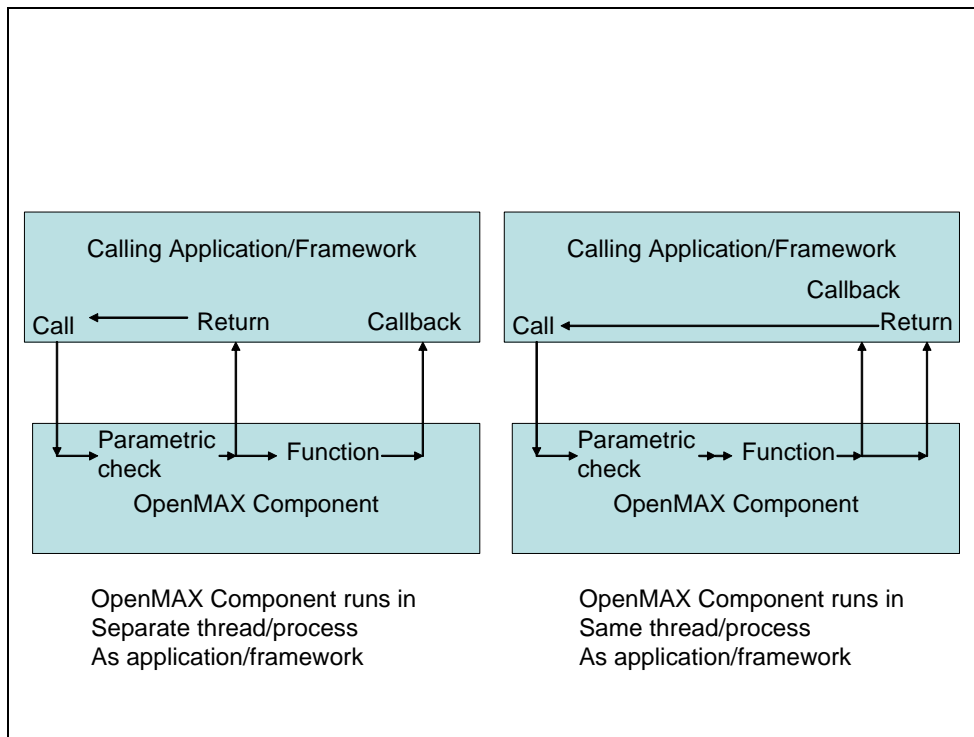 Calling Application/Framework
Call
Return
Callback
Parametric
check
Function
OpenMAX Component
OpenMAX Component runs in
Separate thread/process
As application/framework
Calling Application/Framework
Callback
Call
Return
Parametric
check
Function
OpenMAX Component
OpenMAX Component runs in
Same thread/process
As application/framework